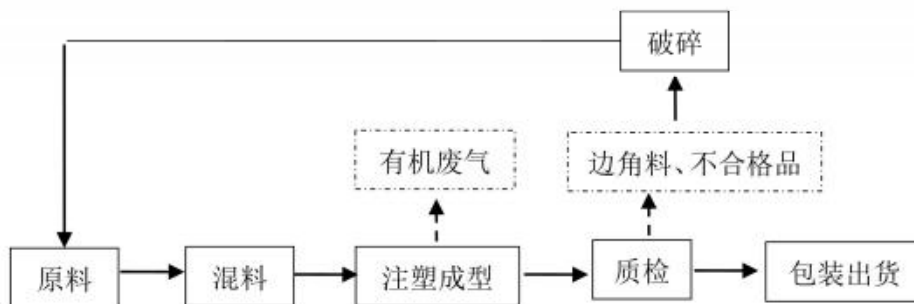 破碎
有机废气
边角料、不合格品
原料
混料
注塑成型
质检
包装出货